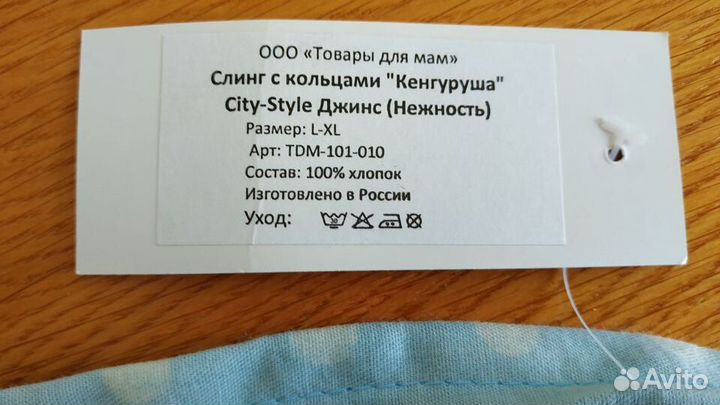 ООО «Товары для мам»
Слинг с кольцами "Кенгуруша"
City-Style Джинс (Нежность)
Размер: L-XL
Арт: TDM-101-010
Состав: 100% хлопок
Изготовлено в России
Уход:
Avito